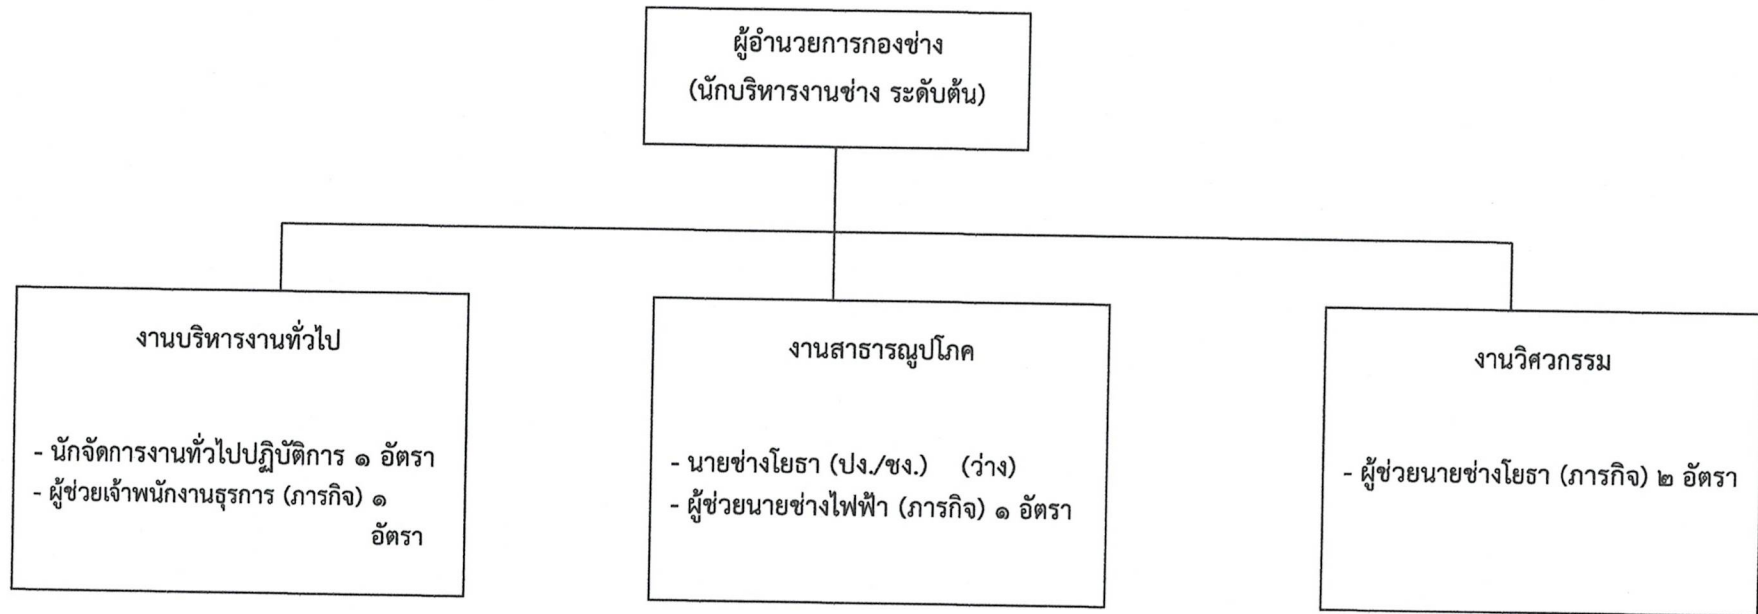 ผู้อำนวยการกองช่าง
(นักบริหารงานช่าง ระดับต้น)
งานบริหารงานทั่วไป
- นักจัดการงานทั่วไปปฏิบัติการ ๑ อัตรา
- ผู้ช่วยเจ้าพนักงานธุรการ (ภารกิจ) ๑
อัตรา
งานสาธารณูปโภค
- นายช่างโยธา (ปง./ชง.) (ว่าง)
- ผู้ช่วยนายช่างไฟฟ้า (ภารกิจ) ๑ อัตรา
งานวิศวกรรม
- ผู้ช่วยนายช่างโยธา (ภารกิจ) ๒ อัตรา